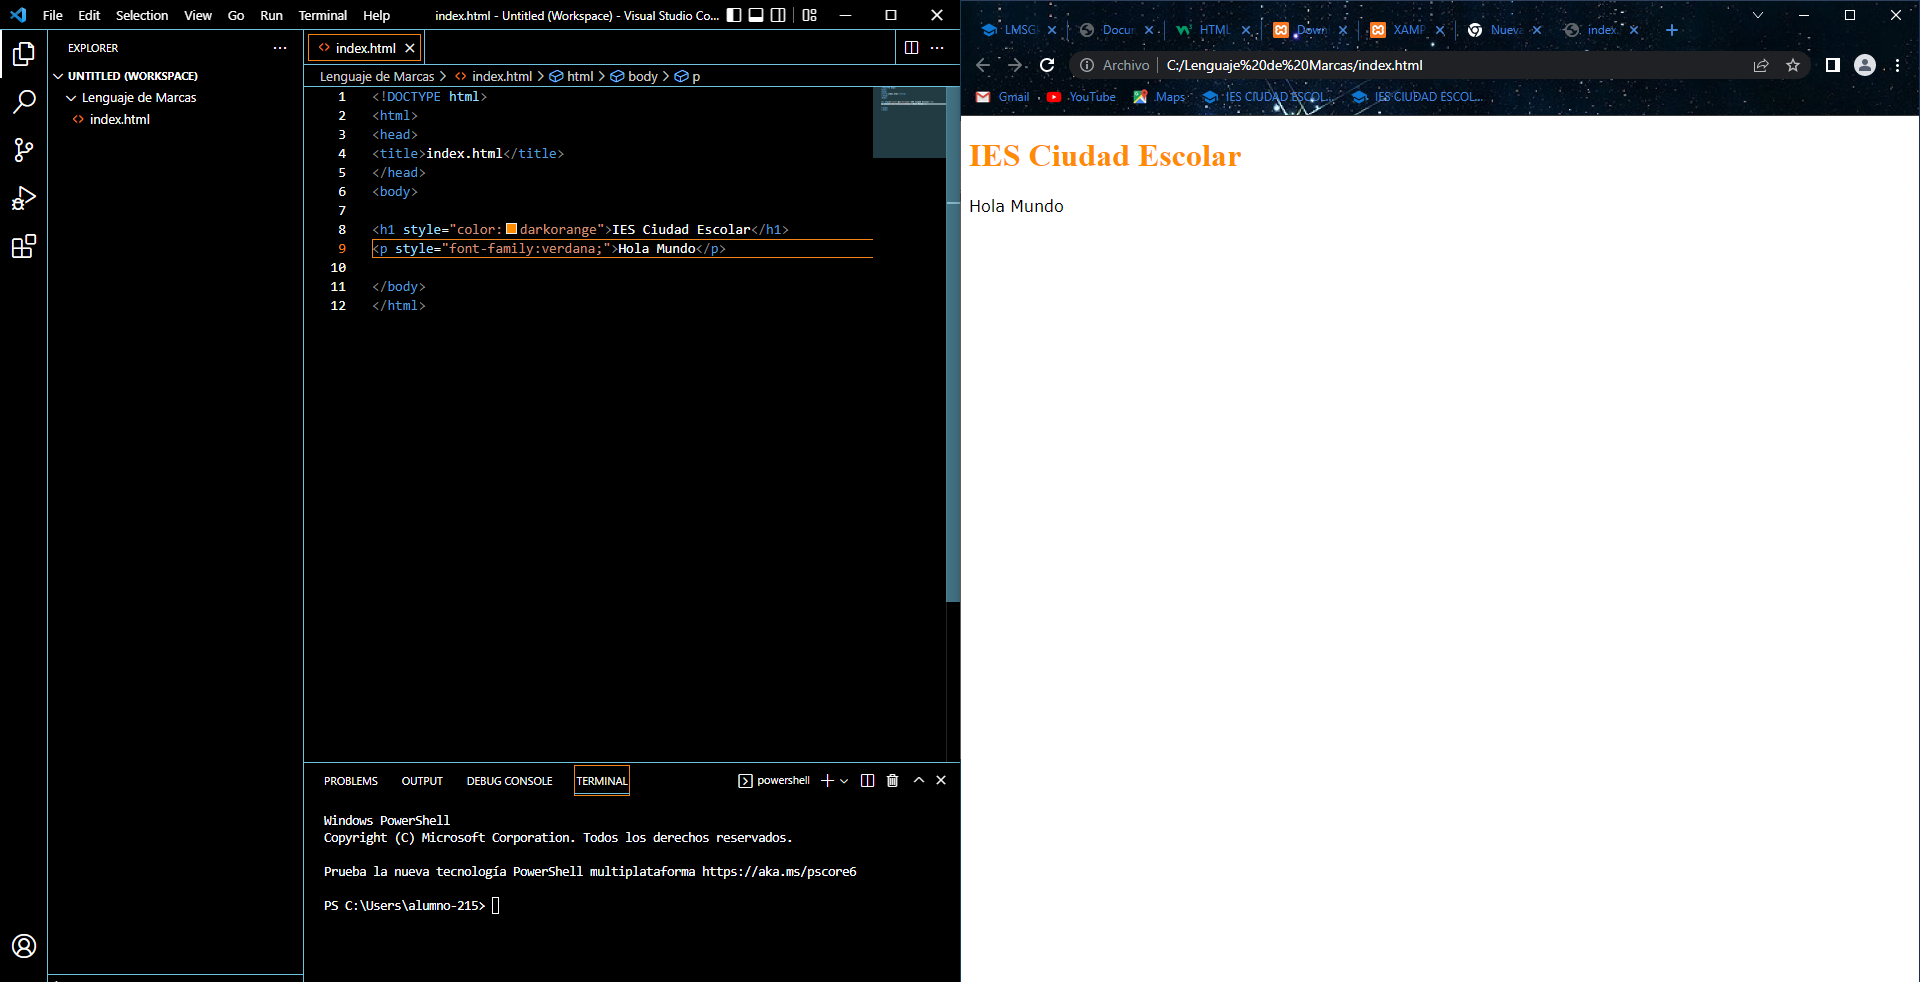 File Edit Selection View Go Run Terminal Help index.html - Untitled (Workspace) - Visual Studio Co...
EXPLORER
UNTITLED (WORKSPACE)
Lenguaje de Marcas
index.html
index.html
Lenguaje de Marcas > index.html > html > body > p
1 <!DOCTYPE html>
2 <html>
3 <head>
4 <title>index.html</title>
5 </head>
6 <body>
7
8 <h1 style="color:darkorange">IES Ciudad Escolar</h1>
9 <p style="font-family:verdana;">Hola Mundo</p>
10
11 </body>
12 </html>
PROBLEMS OUTPUT DEBUG CONSOLE TERMINAL powershell
Windows PowerShell
Copyright (C) Microsoft Corporation. Todos los derechos reservados.
Prueba la nueva tecnología PowerShell multiplataforma https://aka.ms/pscore6
PS C:\Users\alumno-215>
LMSG Docum HTML Down XAMP Nueva index.
Archivo C:/Lenguaje%20de%20Marcas/index.html
Gmail YouTube Maps IES CIUDAD ESCOL... IES CIUDAD ESCOL...
IES Ciudad Escolar
Hola Mundo